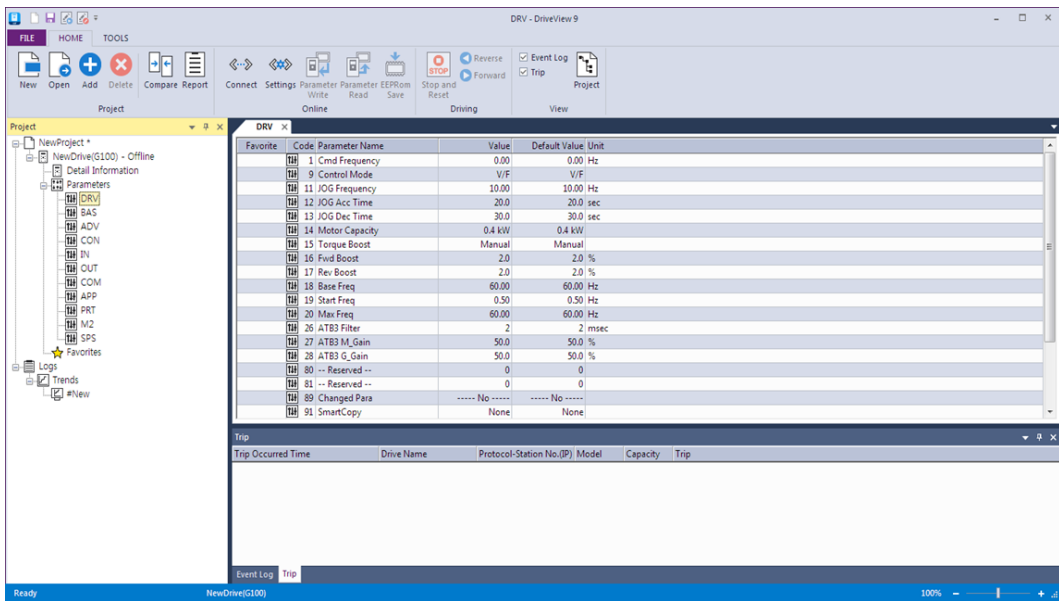 DRV - DriveView 9
FILE HOME TOOLS
New Open Add Delete Compare Report Connect Settings Parameter Write Parameter Read EEPRom Save Stop and Reset Reverse Forward Event Log Trip Project
STOP
Project Online Driving View
Project
NewProject *
NewDrive(G100) - Offline
Detail Information
Parameters
DRV
BAS
ADV
CON
IN
OUT
COM
APP
PRT
M2
SPS
Favorites
Logs
Trends
#New
DRV
Favorite Code Parameter Name Value Default Value Unit
1 Cmd Frequency 0.00 0.00 Hz
9 Control Mode V/F V/F
11 JOG Frequency 10.00 10.00 Hz
12 JOG Acc Time 20.0 20.0 sec
13 JOG Dec Time 30.0 30.0 sec
14 Motor Capacity 0.4 kW 0.4 kW
15 Torque Boost Manual Manual
16 Fwd Boost 2.0 2.0 %
17 Rev Boost 2.0 2.0 %
18 Base Freq 60.00 60.00 Hz
19 Start Freq 0.50 0.50 Hz
20 Max Freq 60.00 60.00 Hz
26 ATB3 Filter 2 2 msec
27 ATB3 M_Gain 50.0 50.0 %
28 ATB3 G_Gain 50.0 50.0 %
80 -- Reserved -- 0 0
81 -- Reserved -- 0 0
89 Changed Para ----- No ----- ----- No -----
91 SmartCopy None None
Trip
Trip Occurred Time Drive Name Protocol-Station No.(IP) Model Capacity Trip
Event Log Trip
Ready NewDrive(G100) 100%